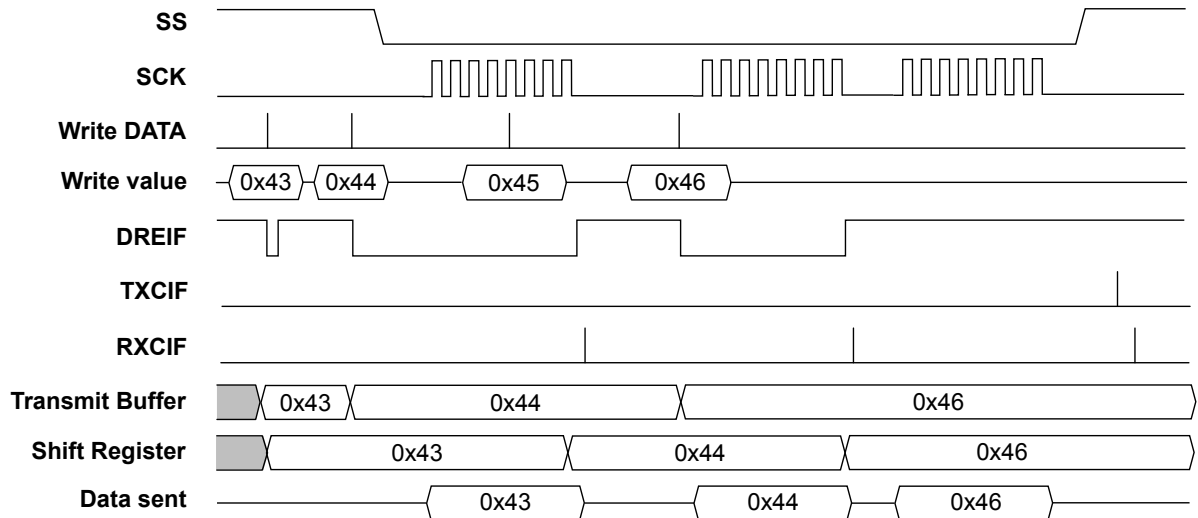 SS
SCK
Write DATA
Write value 0x43 0x44 0x45 0x46
DREIF
TXCIF
RXCIF
Transmit Buffer 0x43 0x44 0x46
Shift Register 0x43 0x44 0x46
Data sent 0x43 0x44 0x46